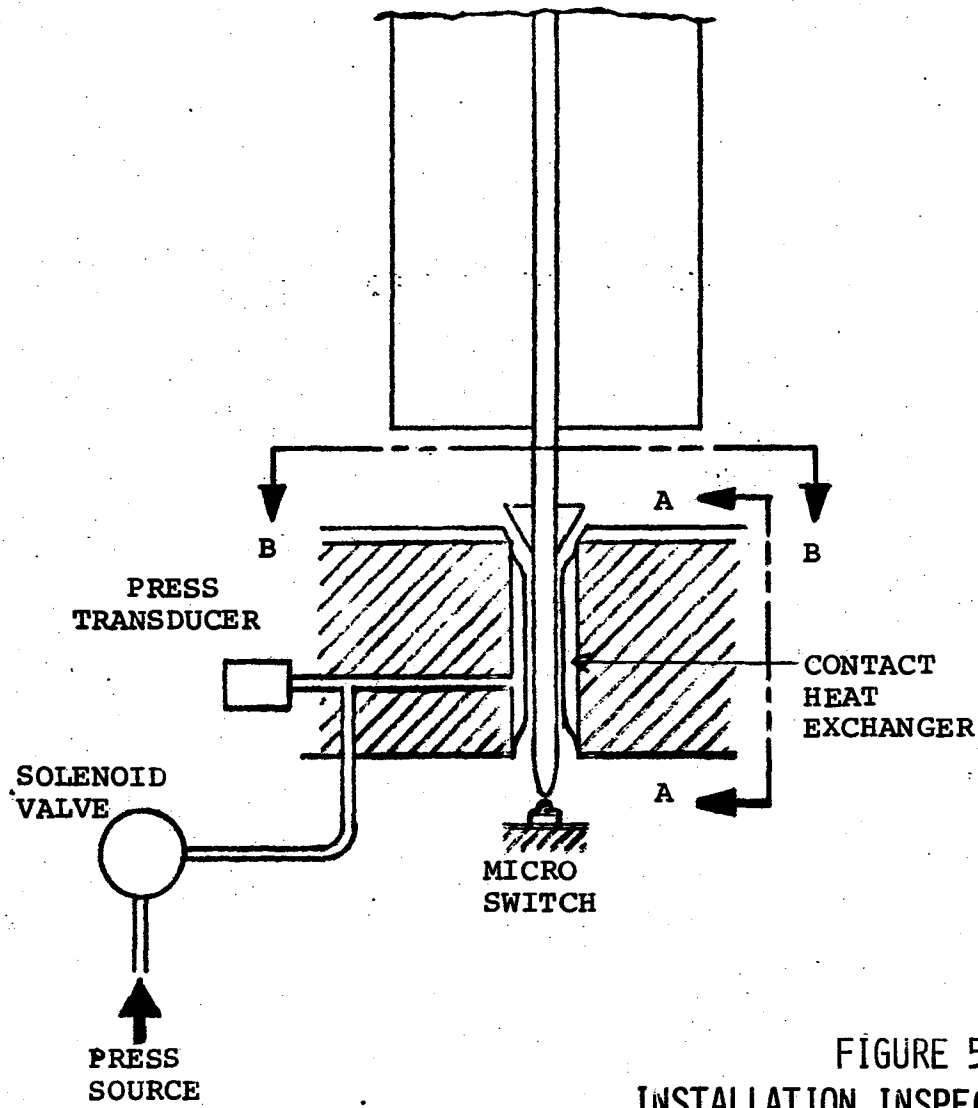 B
A
B
PRESS
TRANSDUCER
CONTACT
HEAT
EXCHANGER
SOLENOID
VALVE
A
MICRO
SWITCH
PRESS
SOURCE
FIGURE 5